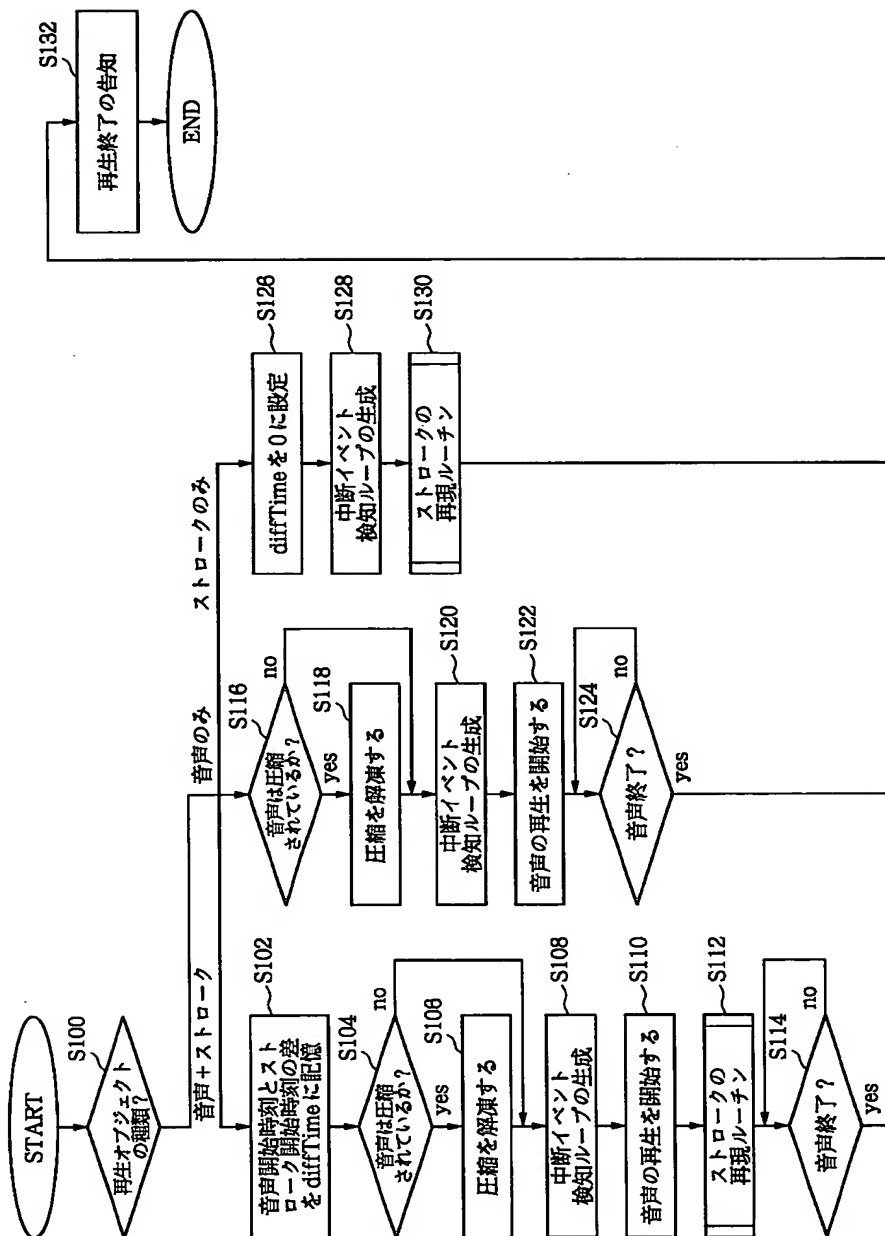 START
再生オブジェクト
の種類？
S100
音声＋ストローク
音声のみ
ストロークのみ
音声開始時刻とスト
ローク開始時刻の差
をdiffTimeに記憶
S102
音声は圧縮
されているか？
S104
no
yes
圧縮を解凍する
S106
中断イベント
検知ループの生成
S108
音声の再生を開始する
S110
ストロークの
再現ルーチン
S112
音声終了？
S114
no
yes
音声は圧縮
されているか？
S116
no
yes
圧縮を解凍する
S118
中断イベント
検知ループの生成
S120
音声の再生を開始する
S122
音声終了？
S124
no
yes
diffTimeを0に設定
S126
中断イベント
検知ループの生成
S128
ストロークの
再現ルーチン
S130
再生終了の告知
S132
END